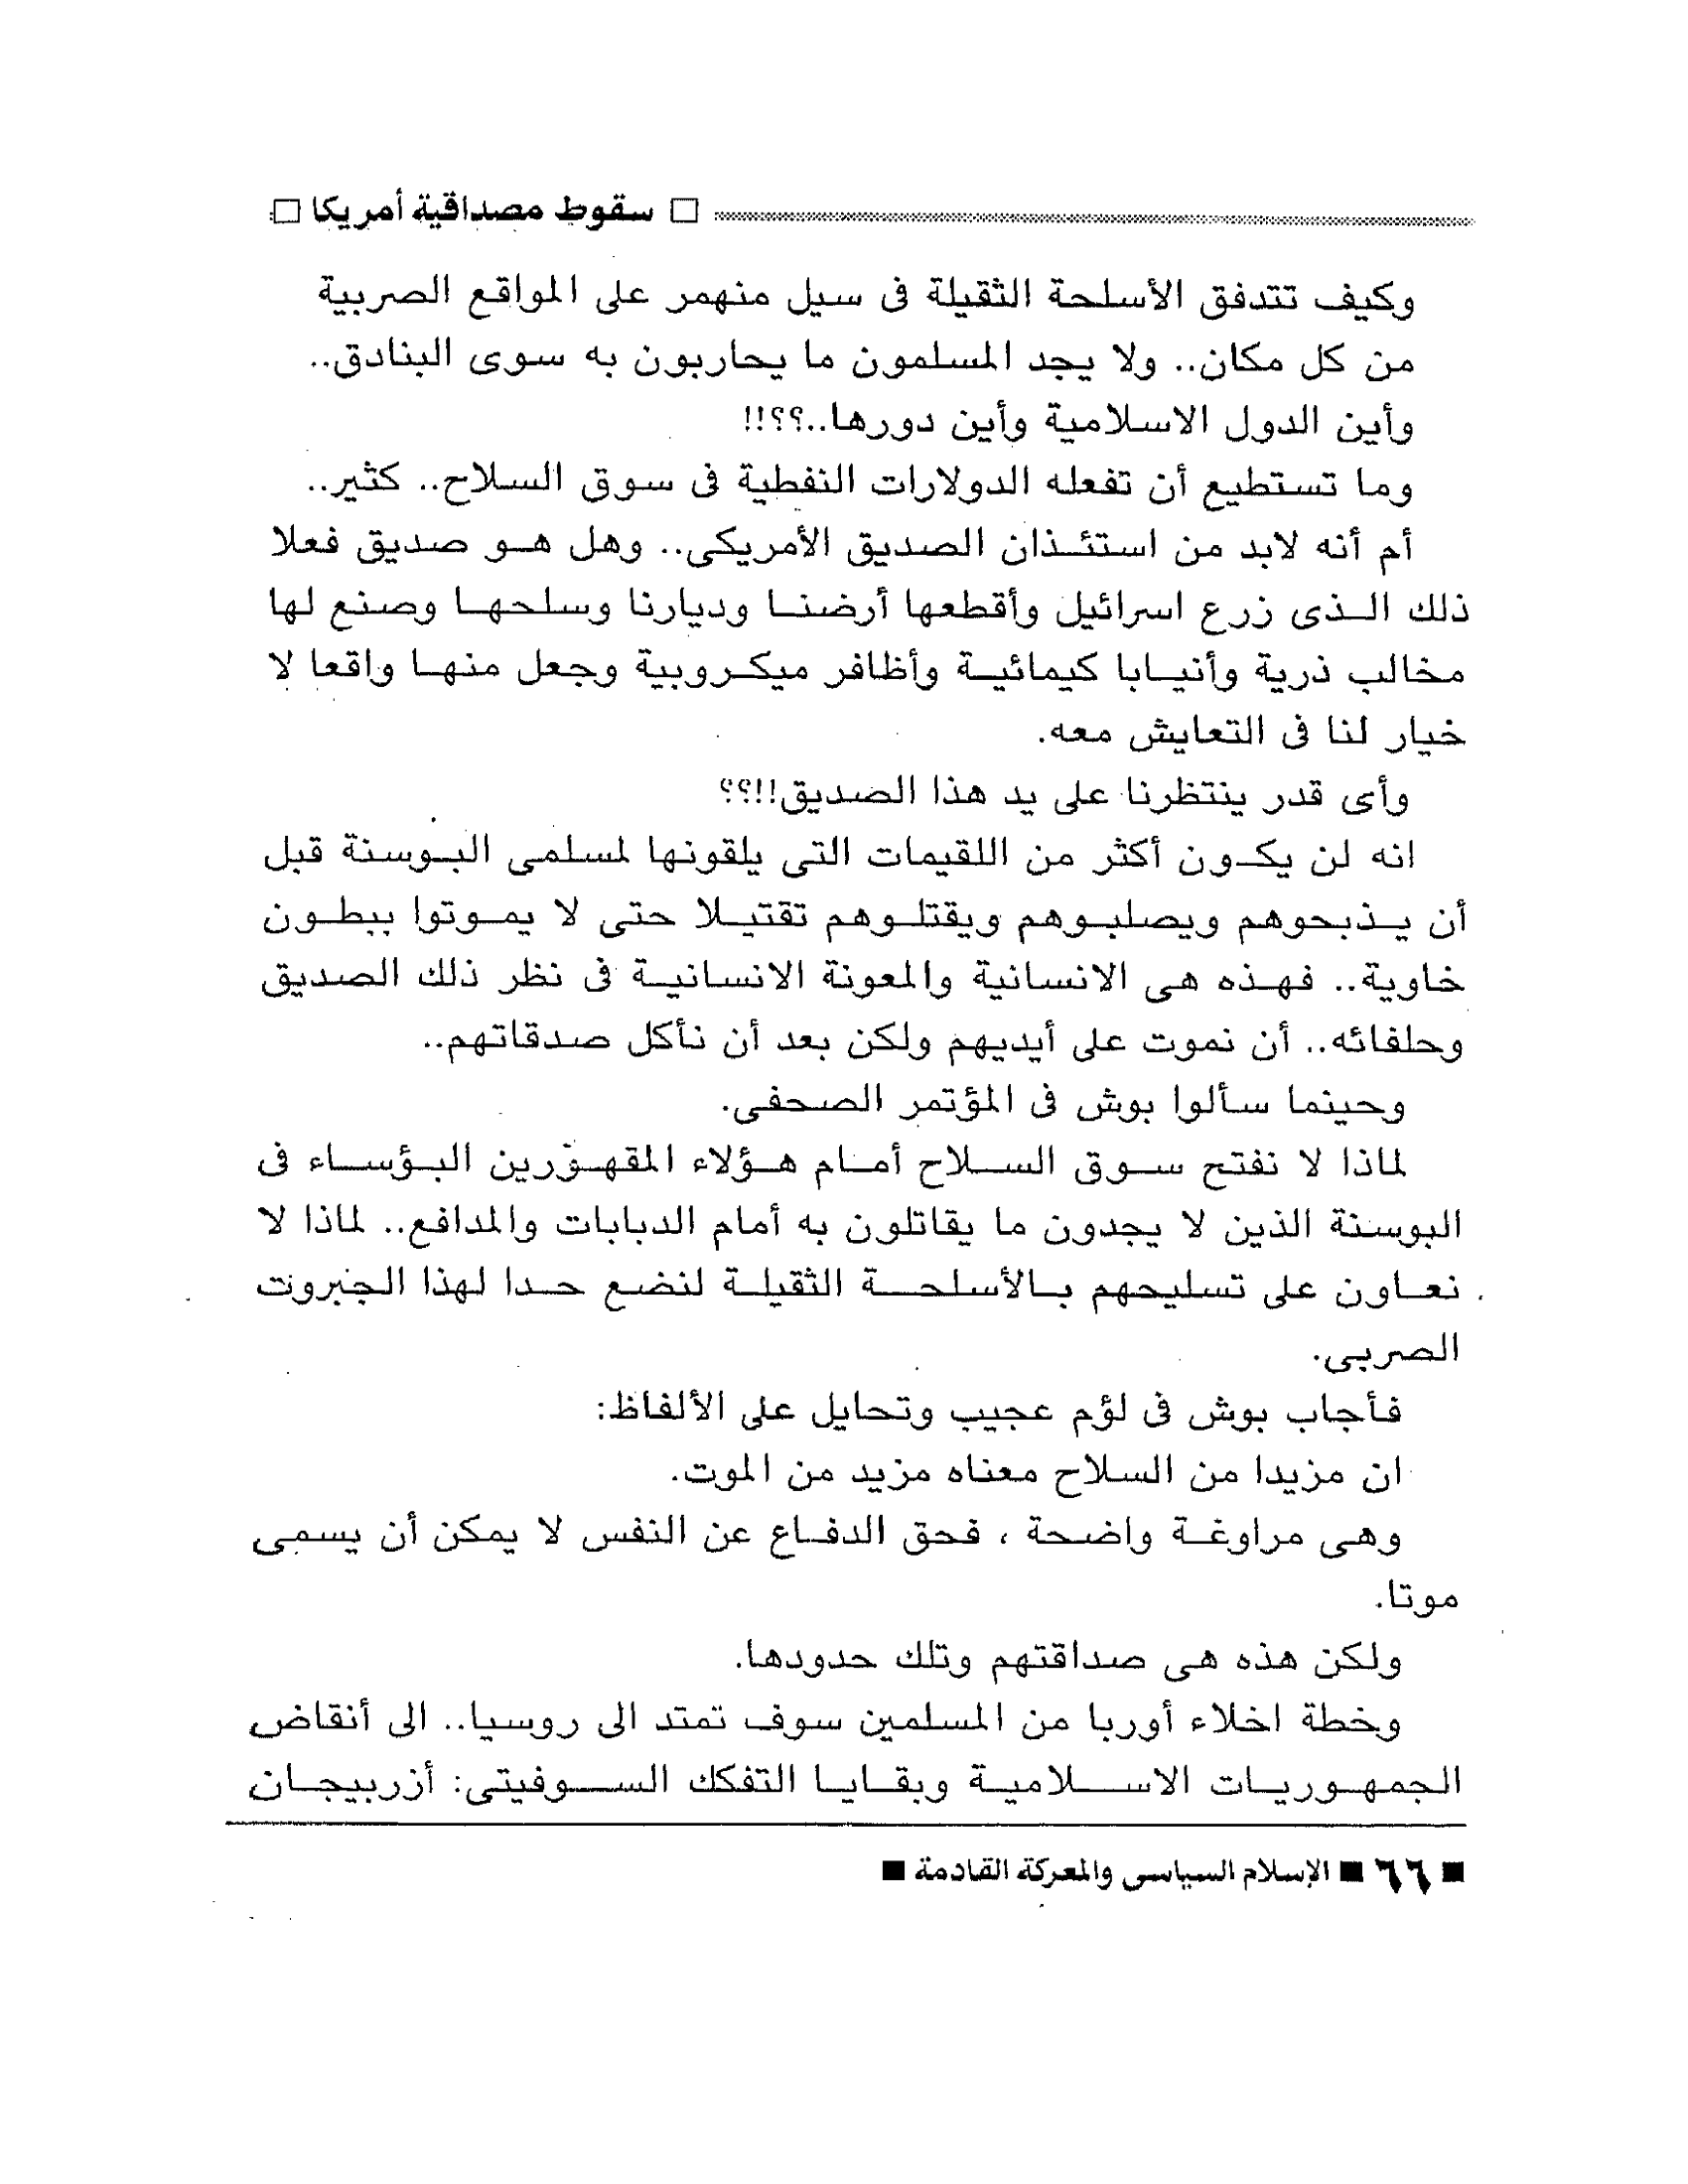 □ سقوط مصداقية أمريكا □
وكيف تتدفق الأسلحة الثقيلة فى سيل منهمر على المواقع الصربية
من كل مكان.. ولا يجد المسلمون ما يحاربون به سوى البنادق..
وأين الدول الاسلامية وأين دورها..؟؟!!
وما تستطيع أن تفعله الدولارات النفطية فى سوق السلاح.. كثير..
أم أنه لابد من استئذان الصديق الأمريكى.. وهل هو صديق فعلا
ذلك الذى زرع اسرائيل وأقطعها أرضنا وديارنا وسلحها وصنع لها
مخالب ذرية وأنيابا كيمائية وأظافر ميكروبية وجعل منها واقعا لا
خيار لنا فى التعايش معه.
وأى قدر ينتظرنا على يد هذا الصديق!!؟؟
انه لن يكون أكثر من اللقيمات التى يلقونها لمسلمى البوسنة قبل
أن يذبحوهم ويصلبوهم ويقتلوهم تقتيلا حتى لا يموتوا ببطون
خاوية.. فهذه هى الانسانية والمعونة الانسانية فى نظر ذلك الصديق
وحلفائه.. أن نموت على أيديهم ولكن بعد أن نأكل صدقاتهم..
وحينما سألوا بوش فى المؤتمر الصحفى.
لماذا لا نفتح سوق السلاح أمام هؤلاء المقهورين البؤساء فى
البوسنة الذين لا يجدون ما يقاتلون به أمام الدبابات والمدافع.. لماذا لا
نعاون على تسليحهم بالأسلحة الثقيلة لنضع حدا لهذا الجبروت
الصربى.
فأجاب بوش فى لؤم عجيب وتحايل على الألفاظ:
ان مزيدا من السلاح معناه مزيد من الموت.
وهى مراوغة واضحة ، فحق الدفاع عن النفس لا يمكن أن يسمى
موتا.
ولكن هذه هى صداقتهم وتلك حدودها.
وخطة اخلاء أوربا من المسلمين سوف تمتد الى روسيا.. الى أنقاض
الجمهوريات الاسلامية وبقايا التفكك السوفيتى: أزربيجان
■ ٦٦ ■ الإسلام السياسى والمعركة القادمة ■